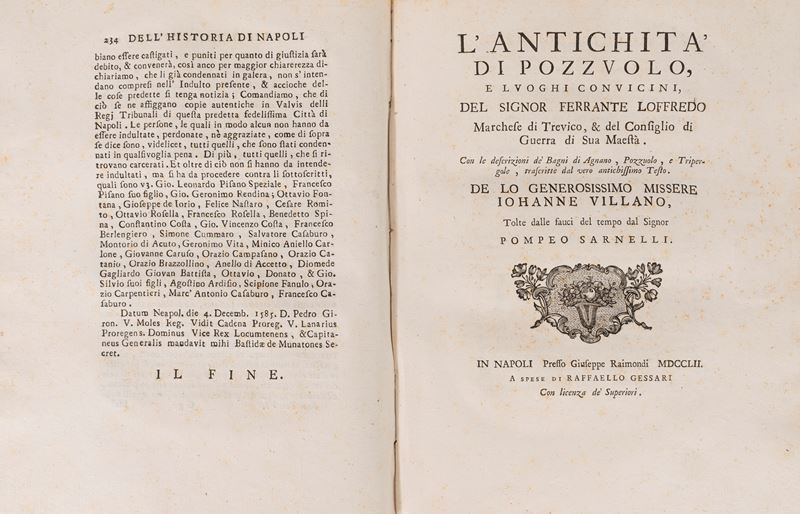 234 DELL'HISTORIA DI NAPOLI
biano eſſere caſtigati, e puniti per quanto di giuſtizia ſarà
debito, & convenerà, così anco per maggior chiarerezza di-
chiariamo, che li già condennati in galera, non s'inten-
dano compreſi nell'Indulto preſente, & accioche del-
le coſe predette ſi tenga notizia; Comandiamo, che di
ciò ſe ne affiggano copie autentiche in Valvis delli
Regj Tribunali di queſta predetta fedeliſſima Città di
Napoli. Le perſone, le quali in modo alcun non hanno da
eſſere indultate, perdonate, nè aggraziate, come di ſopra
ſe dice ſono, videlicet, tutti quelli, che ſono ſtati conden-
nati in qualſivoglia pena. Di più, tutti quelli, che ſi ri-
trovano carcerati. Et oltre di ciò non ſi hanno da intende-
re indultati, ma ſi ha da procedere contra li ſottoſcritti,
quali ſono v3. Gio. Leonardo Piſano Speziale, Franceſco
Piſano ſuo figlio, Gio. Geronimo Rendina; Ottavio Fon-
tana, Gioſeppe de Iorio, Felice Naſtaro, Ceſare Romi-
to, Ottavio Roſella, Franceſco Roſella, Benedetto Spi-
na, Conſtantino Coſta, Gio. Vincenzo Coſta, Franceſco
Berlengiero, Simone Cummaro, Salvatore Caſaburo,
Montorio di Acuto, Geronimo Vita, Minico Aniello Car-
lone, Giovanne Caruſo, Orazio Campaſano, Orazio Ca-
tanio, Orazio Brazzollino, Anello di Accetto, Diomede
Gagliardo Giovan Battiſta, Ottavio, Donato, & Gio.
Silvio ſuoi figli, Agoſtino Ardiſio, Scipione Fanulo, Ora-
zio Carpentieri, Marc' Antonio Caſaburo, Franceſco Ca-
ſaburo.
Datum Neapol. die 4. Decemb. 1585. D. Pedro Gi-
ron. V. Moles Reg. Vidit Cadena Proreg. V. Lanarius
Proregens. Dominus Vice Rex Locumtenens, & Capita-
neus Generalis mandavit mihi Baſtidæ de Munatones Se-
cret.
IL FINE.
L'ANTICHITA'
DI POZZUOLO,
E LVOGHI CONVICINI,
DEL SIGNOR FERRANTE LOFFREDO
Marcheſe di Trevico, & del Conſiglio di
Guerra di Sua Maeſtà.
Con le deſcrizioni de' Bagni di Agnano, Pozzuolo, e Triper-
gole, traſcritte dal vero antichiſſimo Teſto.
DE LO GENEROSISSIMO MISSERE
IOHANNE VILLANO,
Tolte dalle fauci del tempo dal Signor
POMPEO SARNELLI.
IN NAPOLI Preſſo Giuſeppe Raimondi MDCCLII.
A SPESE DI RAFFAELLO GESSARI
Con licenza de' Superiori.